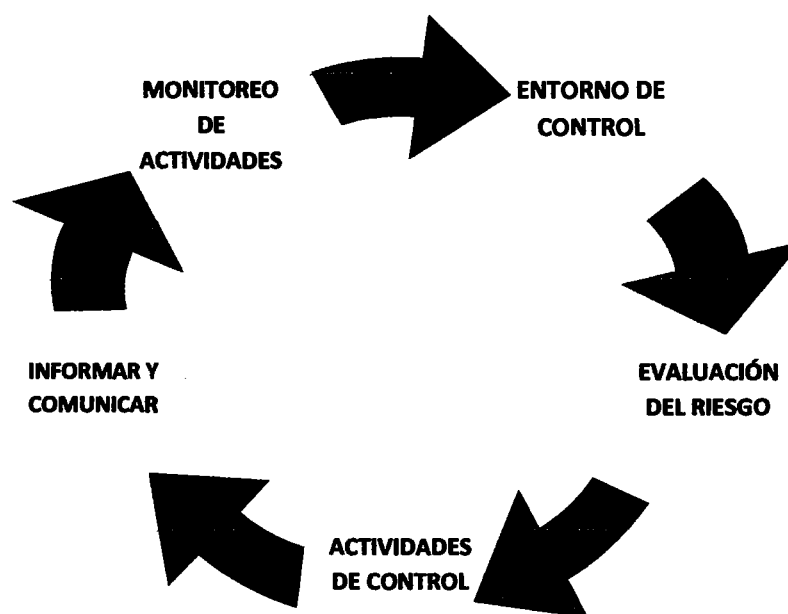 MONITOREO
DE
ACTIVIDADES
ENTORNO DE
CONTROL
EVALUACIÓN
DEL RIESGO
ACTIVIDADES
DE CONTROL
INFORMAR Y
COMUNICAR